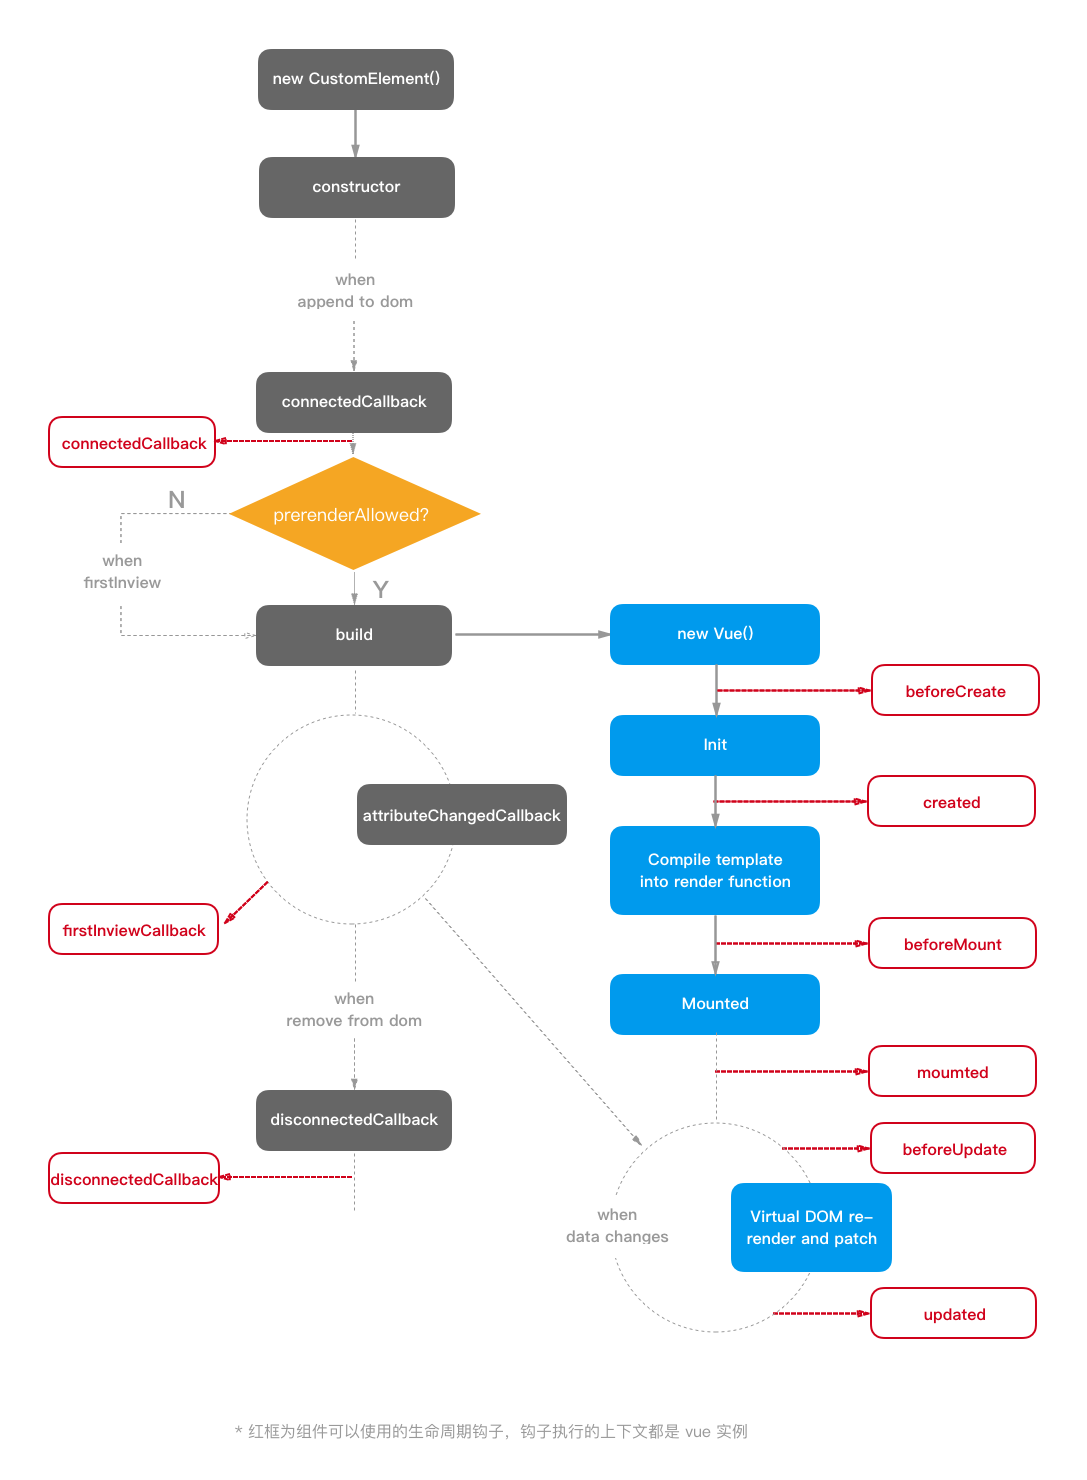 new CustomElement()
constructor
when
append to dom
connectedCallback
connectedCallback
prerenderAllowed?
N
when
firstInview
Y
build
new Vue()
beforeCreate
Init
created
attributeChangedCallback
Compile template
into render function
firstInviewCallback
beforeMount
when
remove from dom
Mounted
moumted
disconnectedCallback
beforeUpdate
disconnectedCallback
when
data changes
Virtual DOM re-
render and patch
updated
* 红框为组件可以使用的生命周期钩子，钩子执行的上下文都是 vue 实例